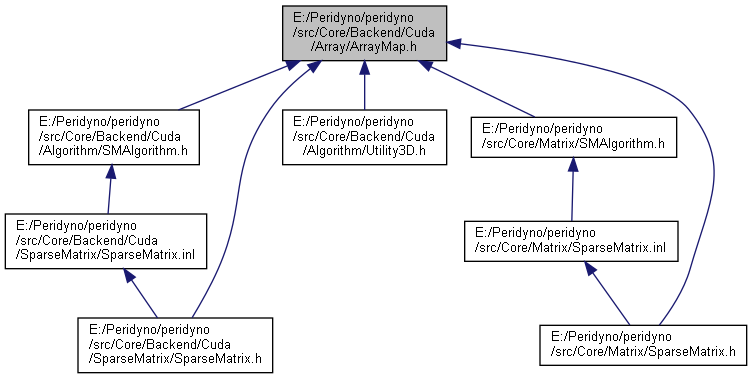 E:/Peridyno/peridyno
/src/Core/Backend/Cuda
/Array/ArrayMap.h
E:/Peridyno/peridyno
/src/Core/Backend/Cuda
/Algorithm/SMAlgorithm.h
E:/Peridyno/peridyno
/src/Core/Backend/Cuda
/Algorithm/Utility3D.h
E:/Peridyno/peridyno
/src/Core/Matrix/SMAlgorithm.h
E:/Peridyno/peridyno
/src/Core/Backend/Cuda
/SparseMatrix/SparseMatrix.inl
E:/Peridyno/peridyno
/src/Core/Matrix/SparseMatrix.inl
E:/Peridyno/peridyno
/src/Core/Backend/Cuda
/SparseMatrix/SparseMatrix.h
E:/Peridyno/peridyno
/src/Core/Matrix/SparseMatrix.h